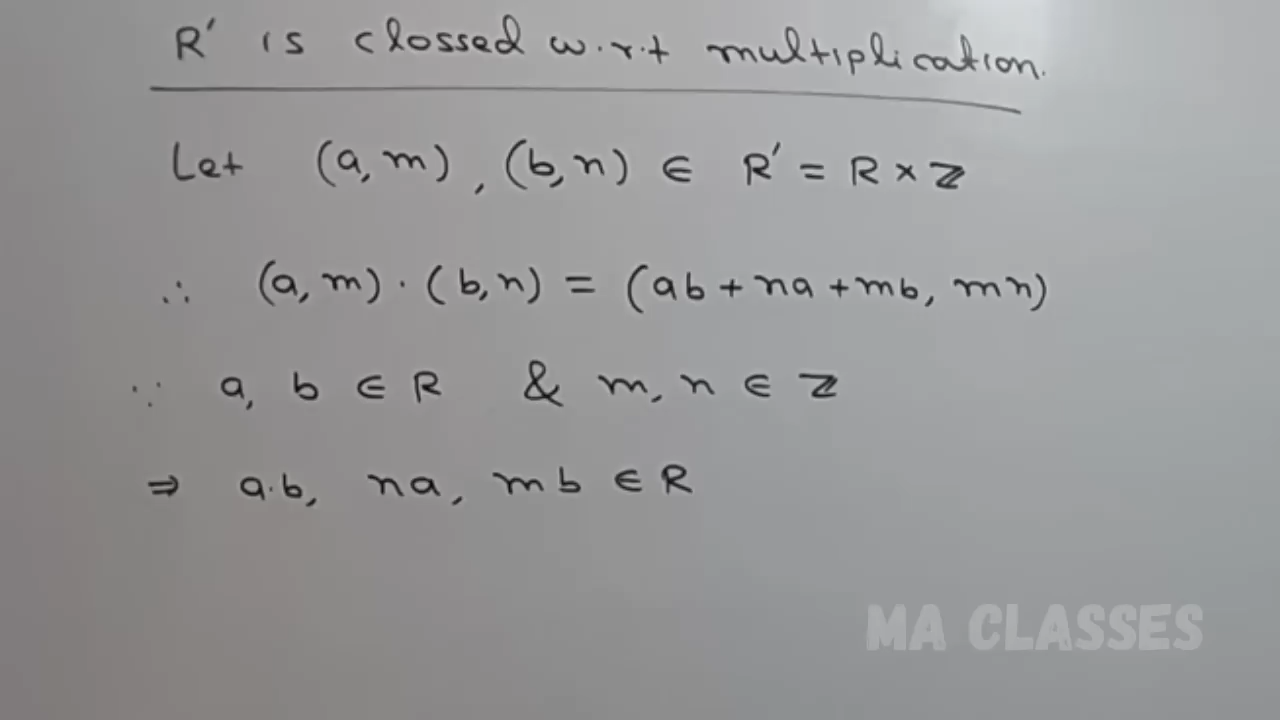 R' is clossed w.r.t multiplication.
Let (a, m), (b, n) ∈ R' = R × ℤ
∴ (a, m) · (b, n) = (ab + na + mb, mn)
∵ a, b ∈ R & m, n ∈ ℤ
⇒ a.b, na, mb ∈ R
MA CLASSES